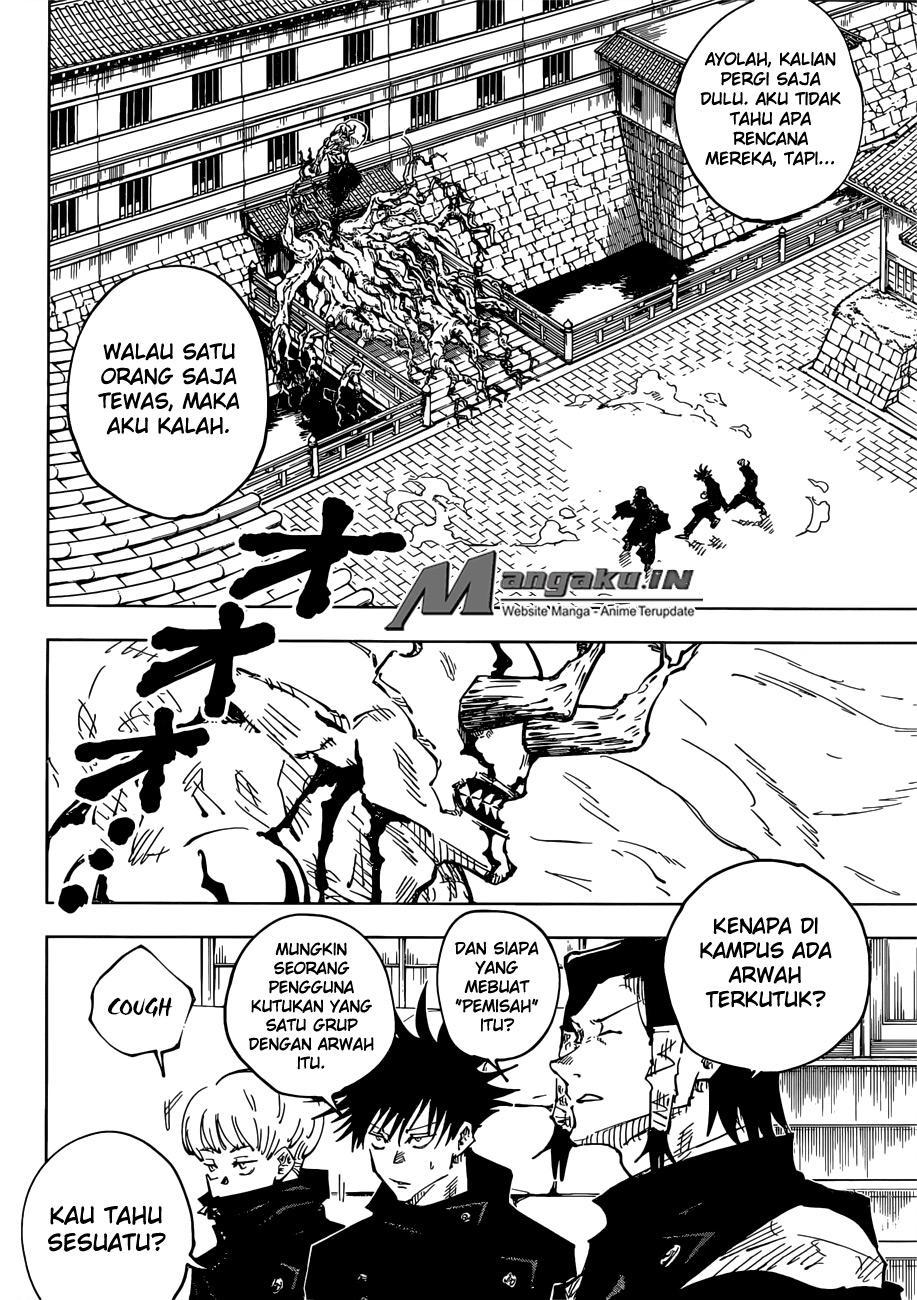 AYOLAH, KALIAN
PERGI SAJA
DULU. AKU TIDAK
TAHU APA
RENCANA
MEREKA, TAPI...
WALAU SATU
ORANG SAJA
TEWAS, MAKA
AKU KALAH.
オオオ
Mangaku.IN
Website Manga - Anime Terupdate
KENAPA DI
KAMPUS ADA
ARWAH
TERKUTUK?
DAN SIAPA
YANG
MEBUAT
"PEMISAH"
ITU?
MUNGKIN
SEORANG
PENGGUNA
KUTUKAN YANG
SATU GRUP
DENGAN ARWAH
ITU.
COUGH
KAU TAHU
SESUATU?